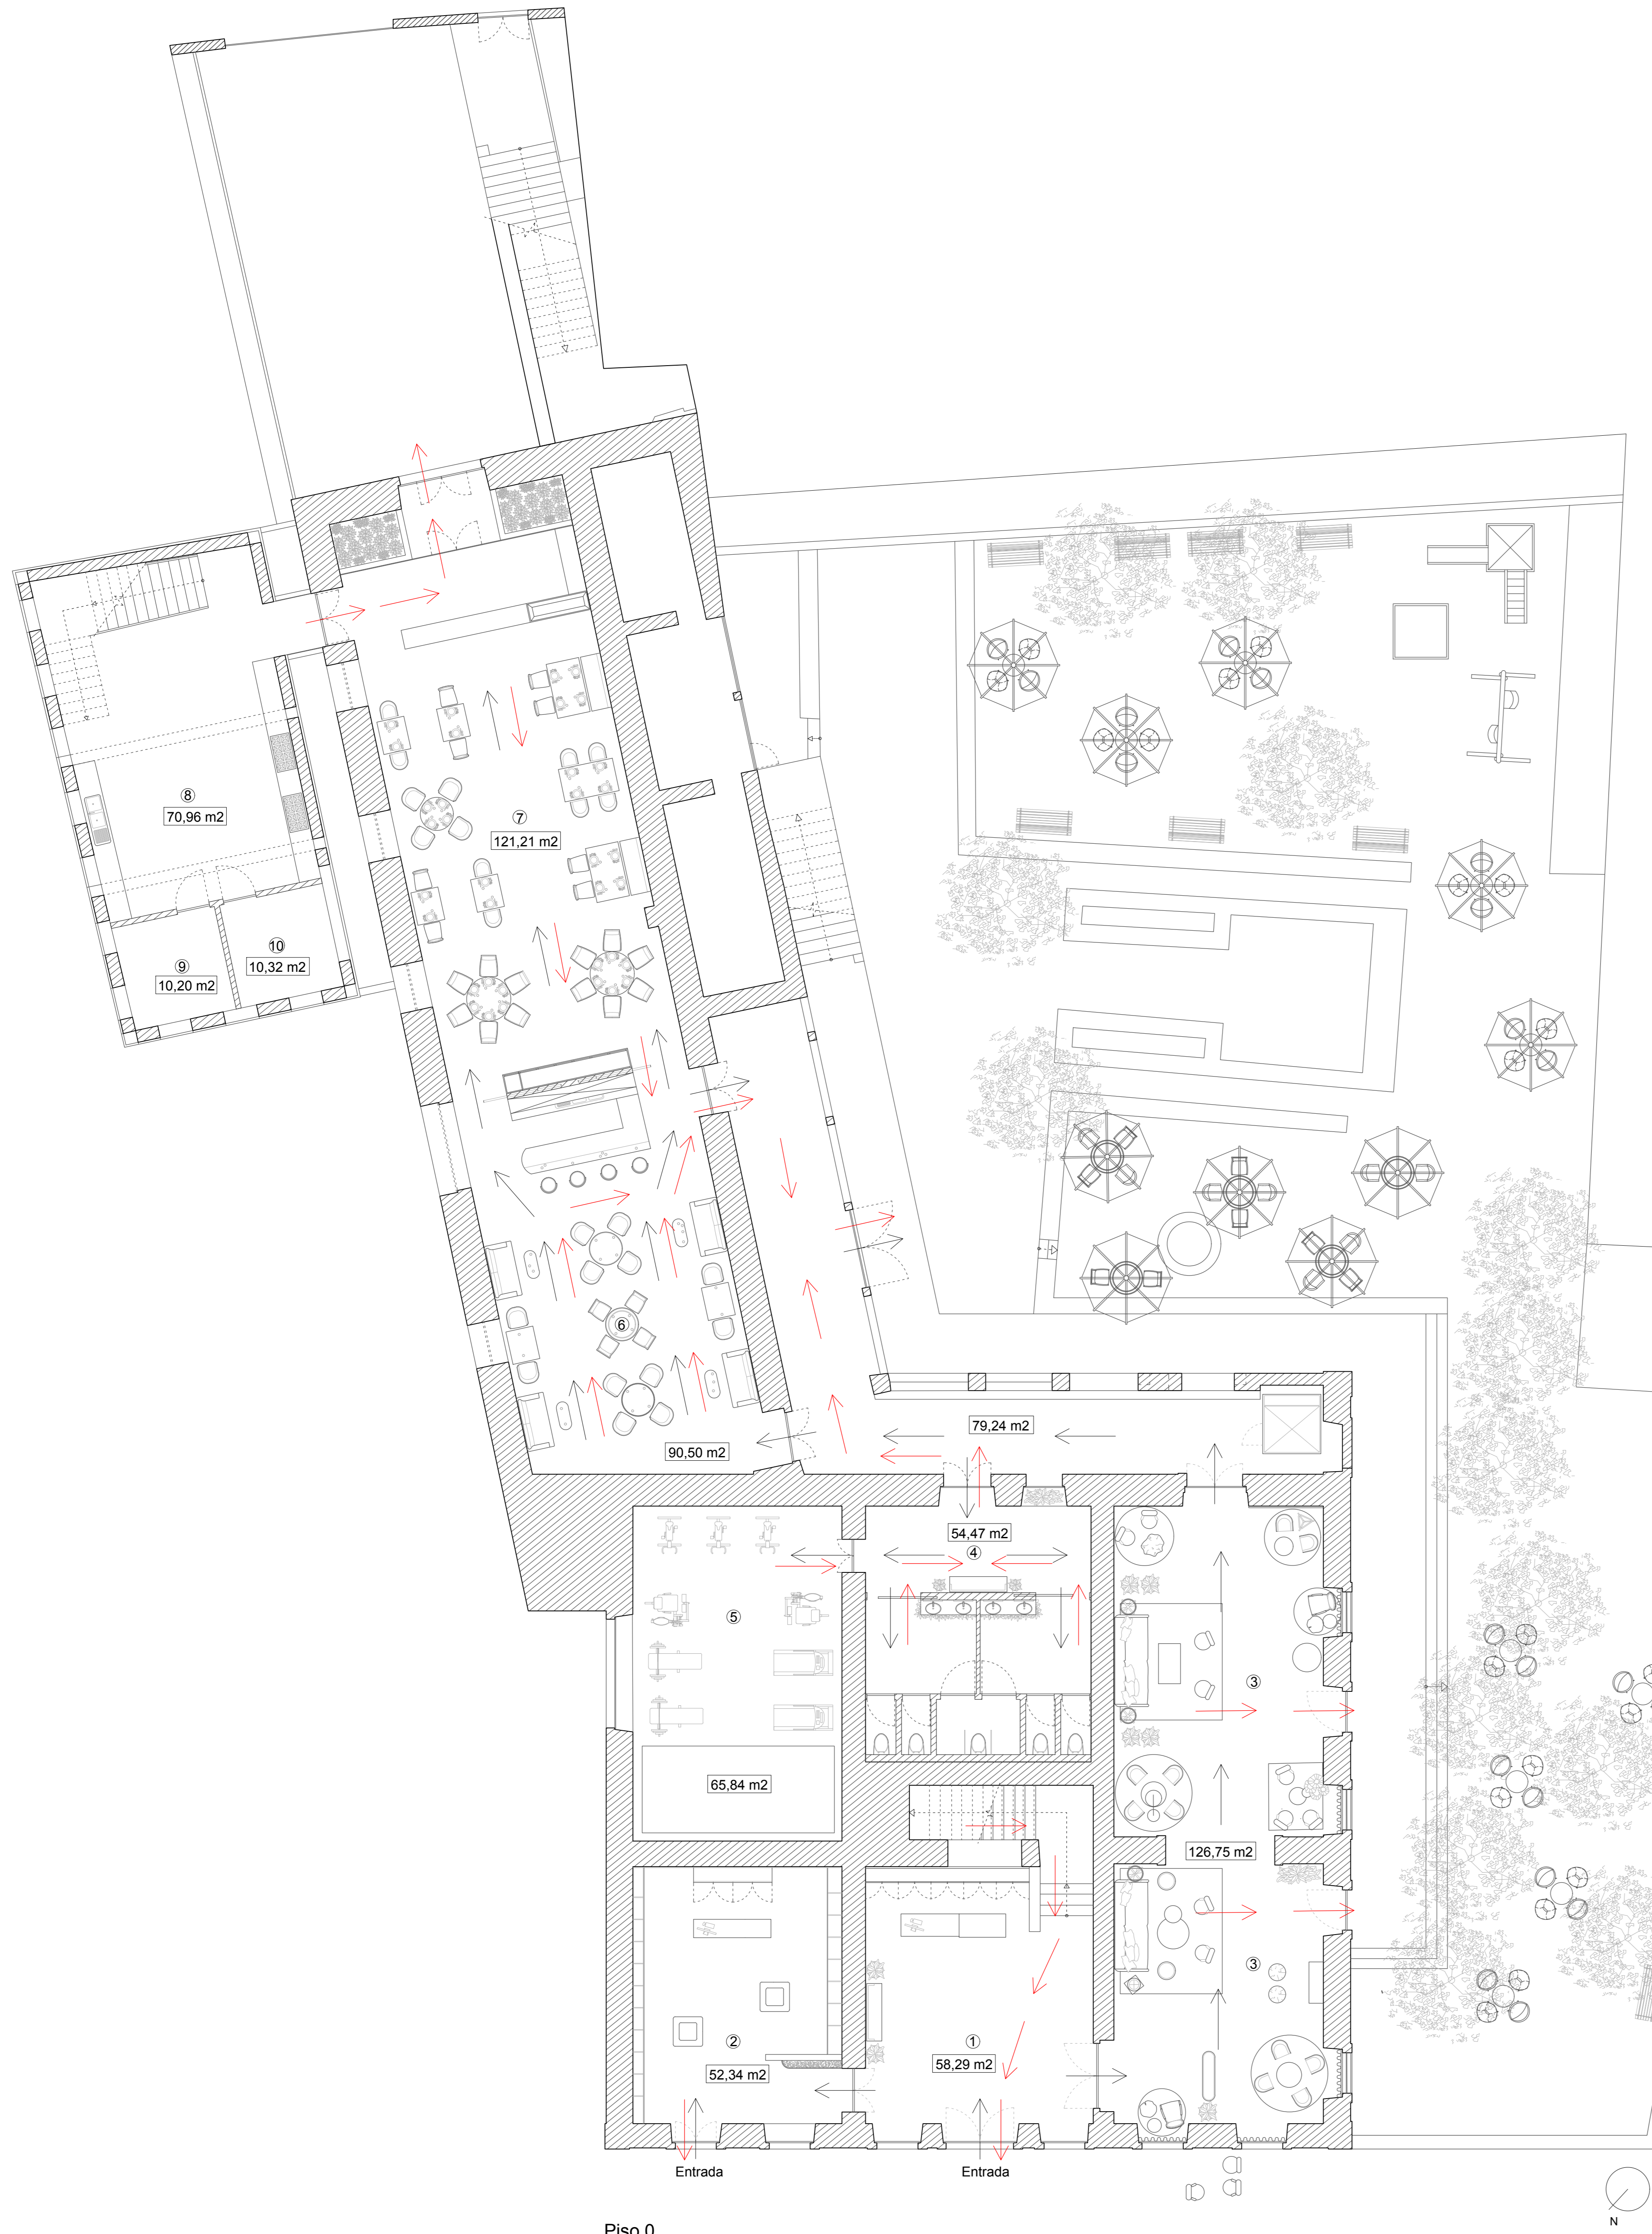 ⑧
70,96 m2
⑦
121,21 m2
⑩
10,32 m2
⑨
10,20 m2
⑥
79,24 m2
90,50 m2
54,47 m2
④
⑤
③
65,84 m2
126,75 m2
③
②
52,34 m2
①
58,29 m2
Entrada
Entrada
N
Piso 0